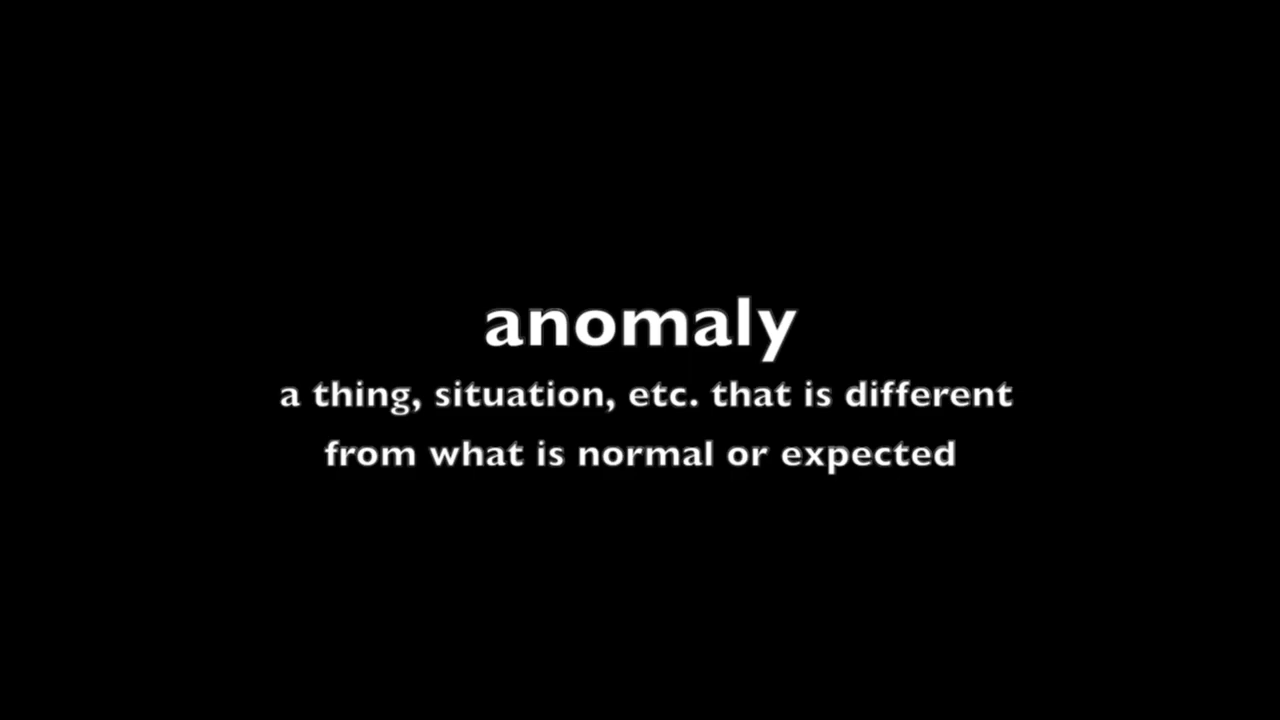 anomaly
a thing, situation, etc. that is different
from what is normal or expected